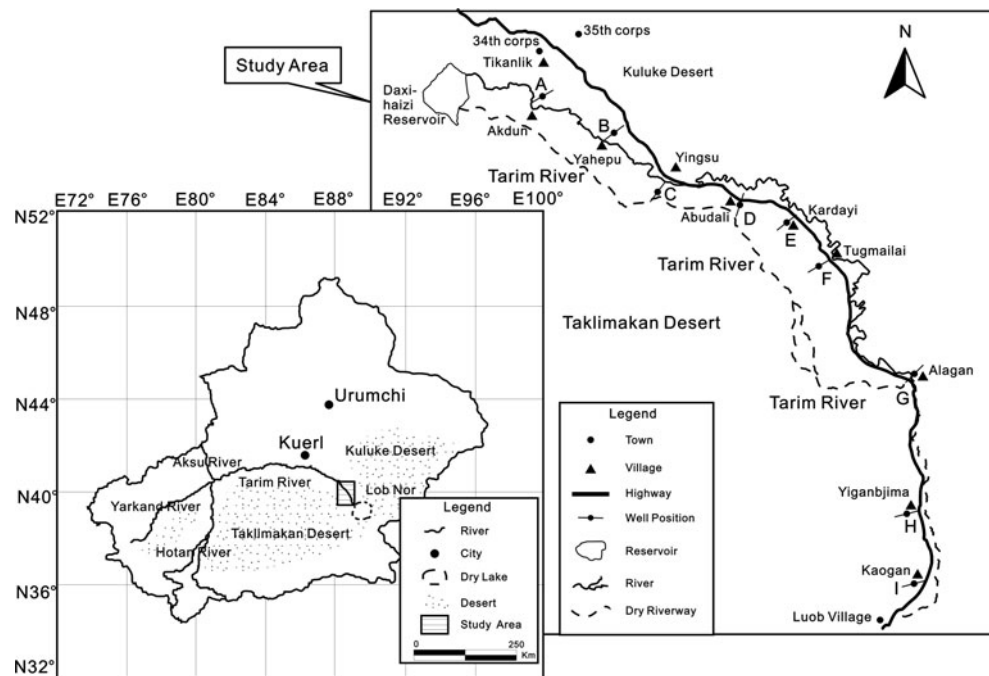 34th corps
35th corps
Tikanlik
Study Area
Kuluke Desert
N
Daxi-
haizi
Reservoir
A
Akdun
B
Yahepu
Yingsu
Tarim River
C
Abudali
D
Kardayi
E
Tugmailai
Tarim River
F
Taklimakan Desert
Alagan
Tarim River
G
Legend
Town
Village
Highway
Well Position
Reservoir
River
Dry Riverway
Yiganbjima
H
Kaogan
I
Luob Village
E72° E76° E80° E84° E88° E92° E96° E100°
N52°
N48°
N44°
N40°
N36°
N32°
Urumchi
Kuerl
Kuluke Desert
Aksu River
Tarim River
Lob Nor
Yarkand River
Taklimakan Desert
Hotan River
Legend
River
City
Dry Lake
Desert
Study Area
0 250
Km